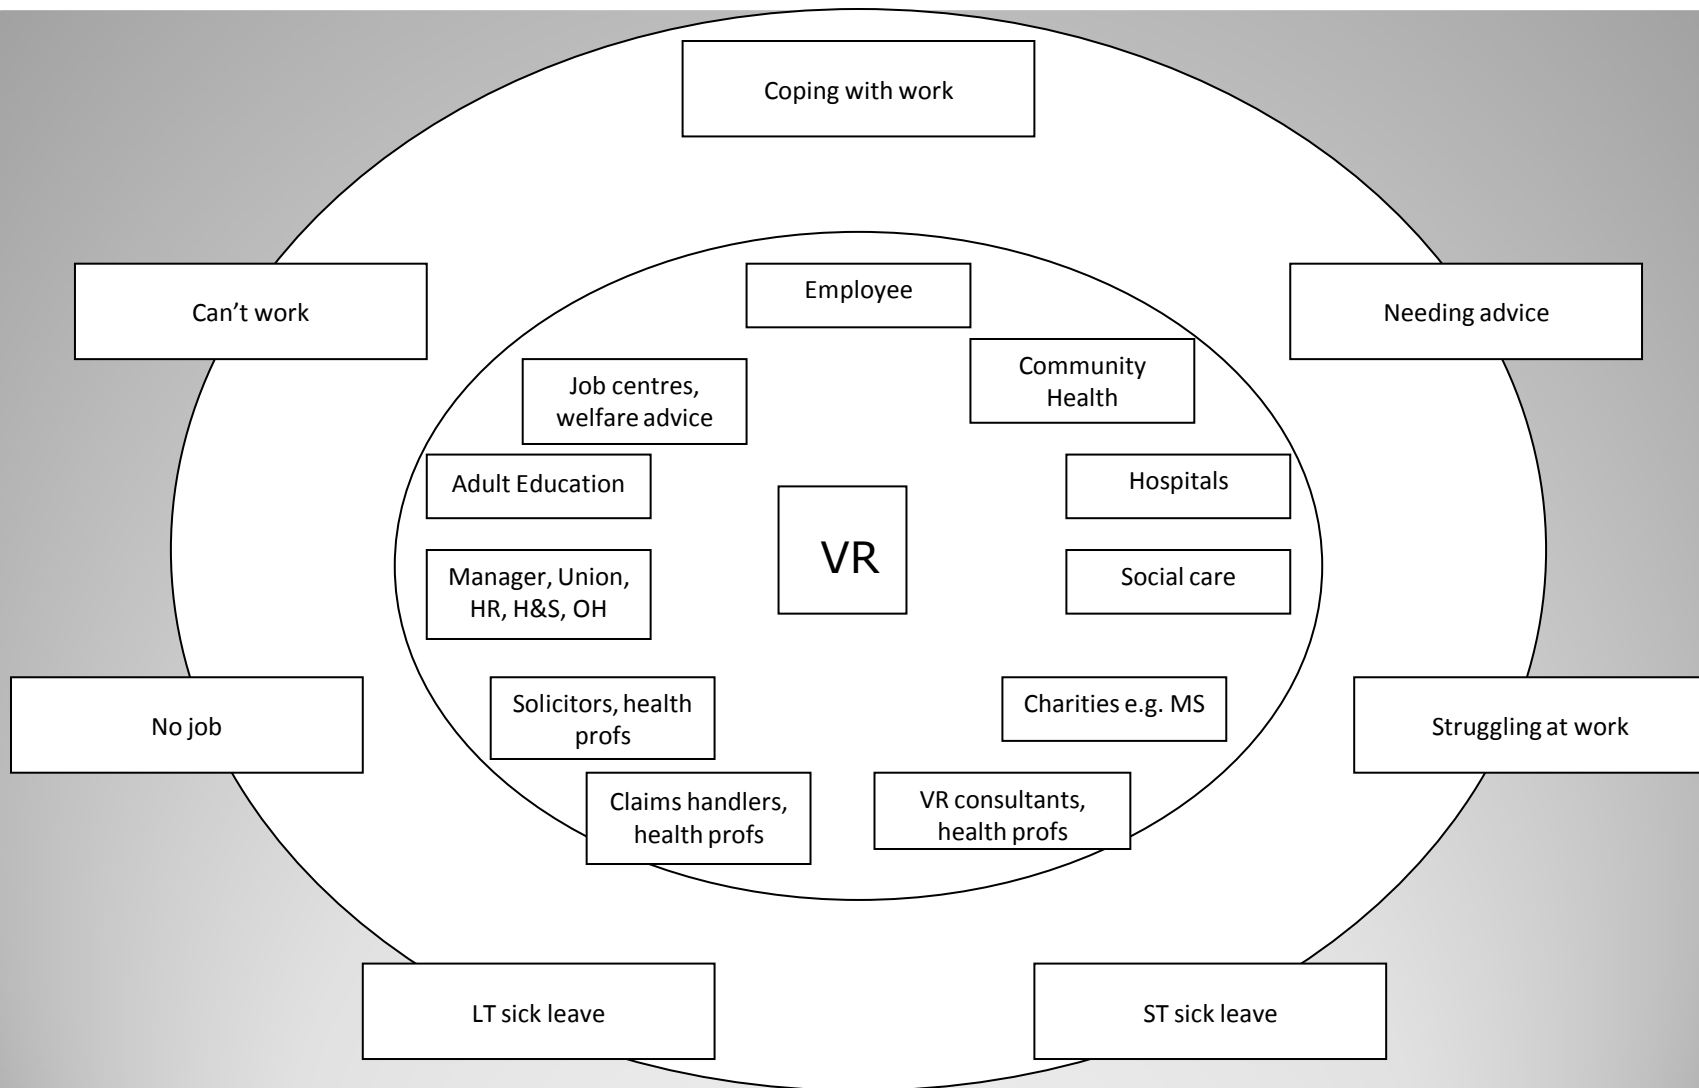 Coping with work
Can't work
Employee
Needing advice
Community
Health
Job centres,
welfare advice
Adult Education
Hospitals
VR
Manager, Union,
HR, H&S, OH
Social care
Solicitors, health
profs
Charities e.g. MS
No job
Struggling at work
Claims handlers,
health profs
VR consultants,
health profs
LT sick leave
ST sick leave